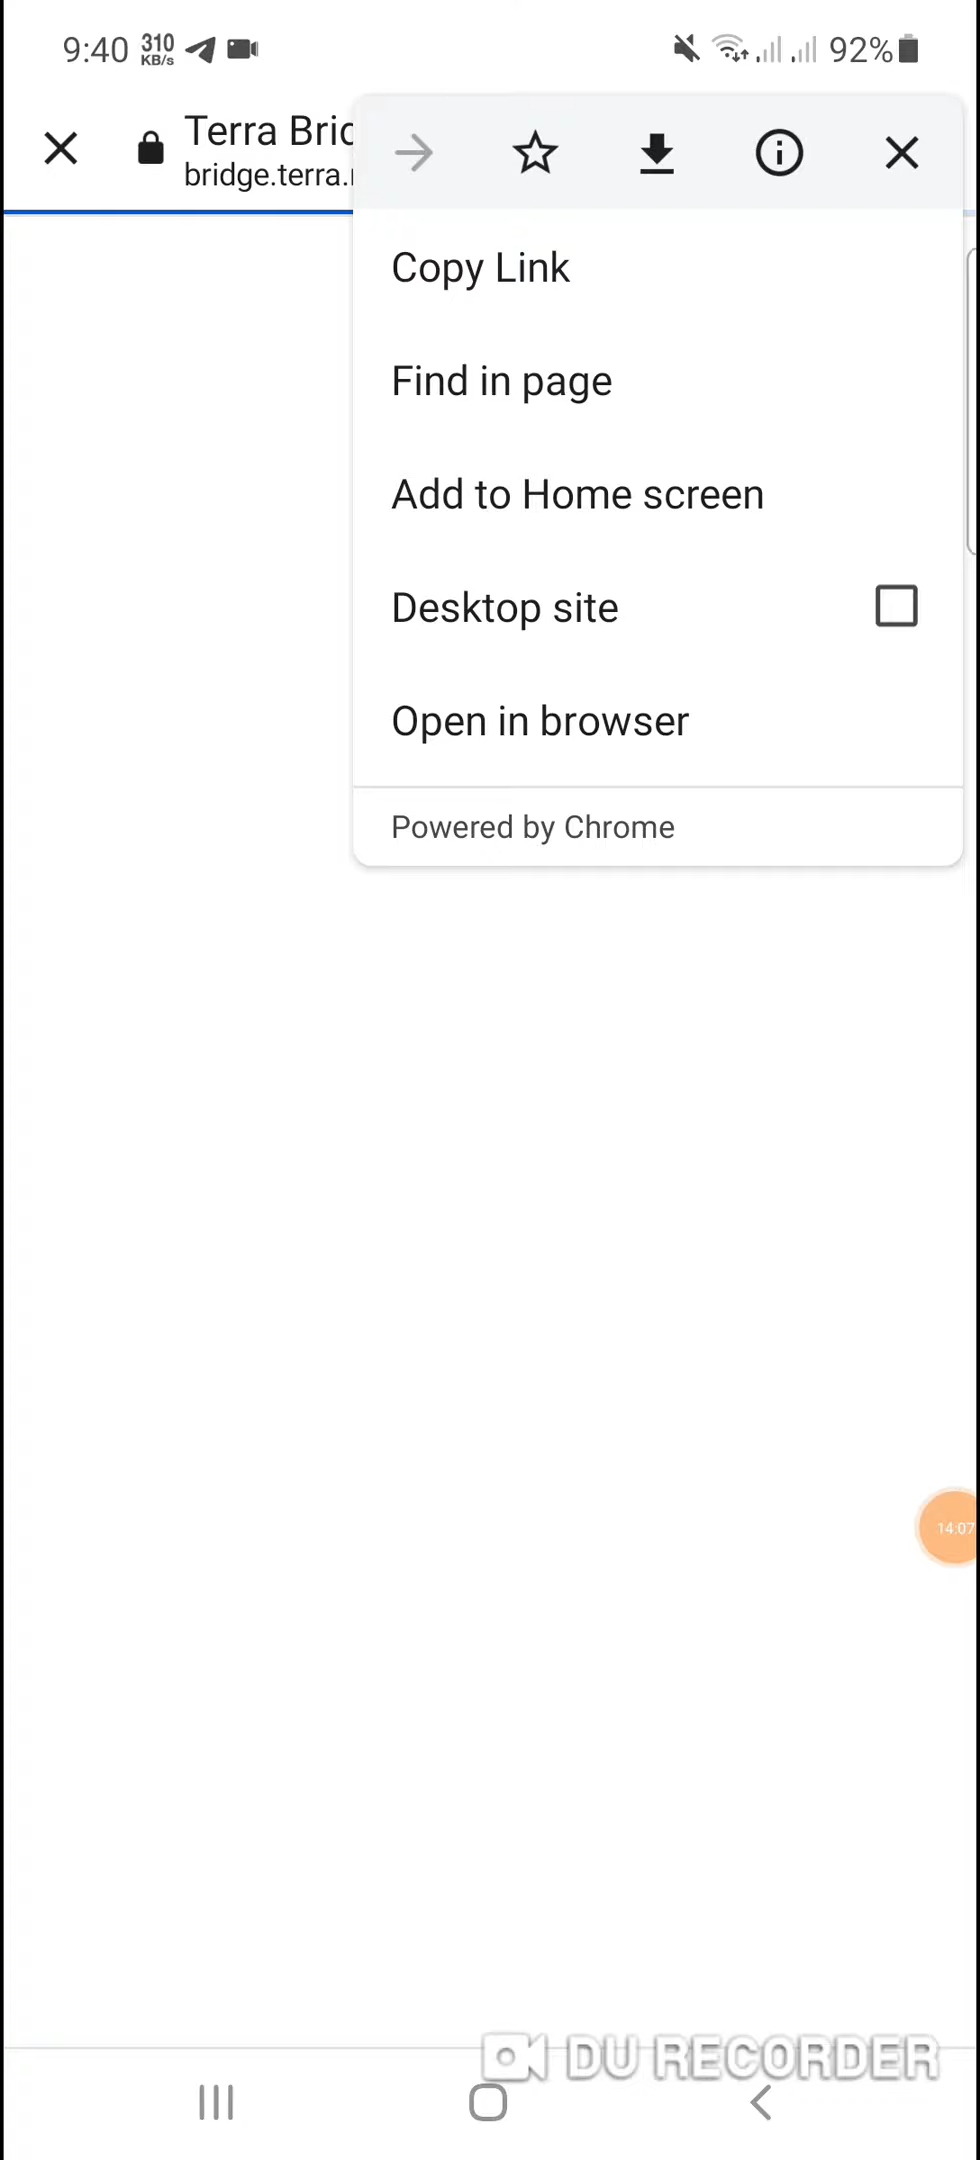 9:40 310 KB/s 92%
Terra Bric
bridge.terra.
Copy Link
Find in page
Add to Home screen
Desktop site
Open in browser
Powered by Chrome
14:07
DU RECORDER